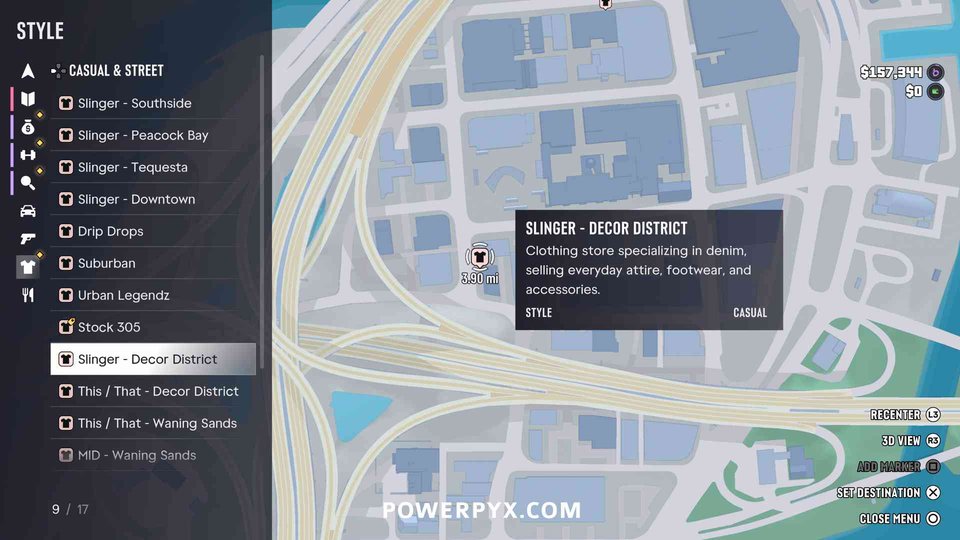 STYLE
CASUAL & STREET
Slinger - Southside
Slinger - Peacock Bay
Slinger - Tequesta
Slinger - Downtown
Drip Drops
Suburban
Urban Legendz
Stock 305
Slinger - Decor District
This / That - Decor District
This / That - Waning Sands
MID - Waning Sands
9 / 17
$157,344
$0
3.90 mi
SLINGER - DECOR DISTRICT
Clothing store specializing in denim,
selling everyday attire, footwear, and
accessories.
STYLE CASUAL
RECENTER L3
3D VIEW R3
ADD MARKER
SET DESTINATION
CLOSE MENU
POWERPYX.COM